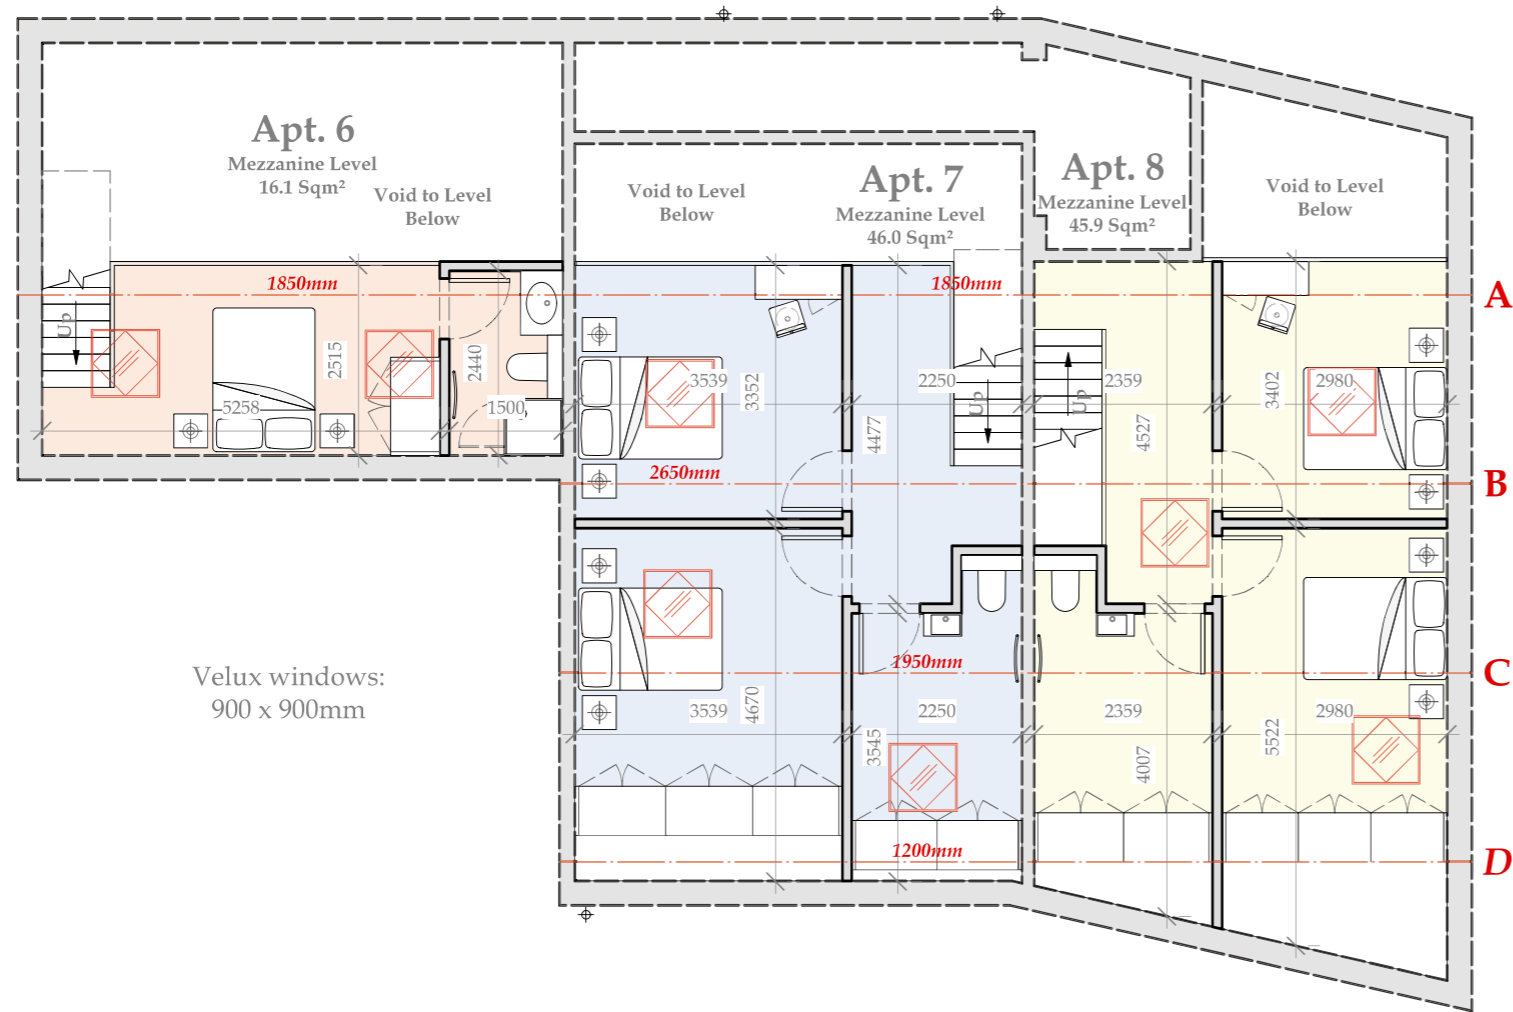 Apt. 6
Mezzanine Level
16.1 Sqm²
Void to Level
Below
Void to Level
Below
Apt. 7
Mezzanine Level
46.0 Sqm²
Apt. 8
Mezzanine Level
45.9 Sqm²
Void to Level
Below
1850mm
1850mm
A
Up
2515
2440
5258
1500
3539
3352
2250
4477
Up
Up
2359
4527
3402
2980
2650mm
B
1950mm
C
Velux windows:
900 x 900mm
3539
4670
2250
3545
2359
4007
2980
5522
1200mm
D